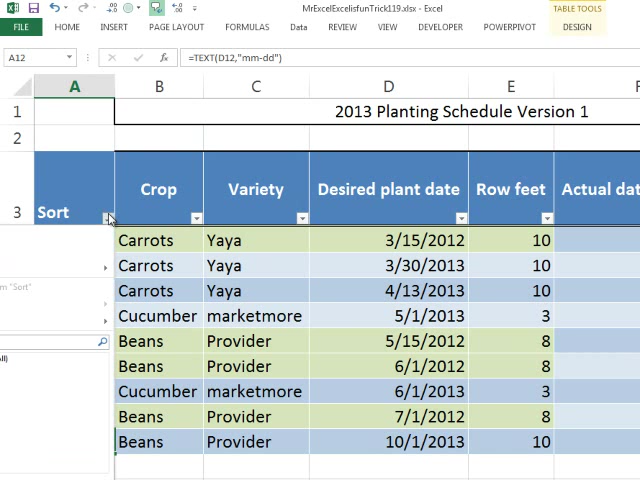 MrExcelExcelisfunTrick119.xlsx - Excel
TABLE TOOLS
FILE HOME INSERT PAGE LAYOUT FORMULAS Data REVIEW VIEW DEVELOPER POWERPIVOT DESIGN
A12 fx =TEXT(D12,"mm-dd")
A B C D E F
1 2013 Planting Schedule Version 1
2
3 Sort Crop Variety Desired plant date Row feet Actual dat
Carrots Yaya 3/15/2012 10
Carrots Yaya 3/30/2013 10
m "Sort"
Carrots Yaya 4/13/2013 10
Cucumber marketmore 5/1/2013 3
Beans Provider 5/15/2012 8
All)
Beans Provider 6/1/2012 8
Cucumber marketmore 6/1/2013 3
Beans Provider 7/1/2012 8
Beans Provider 10/1/2013 10